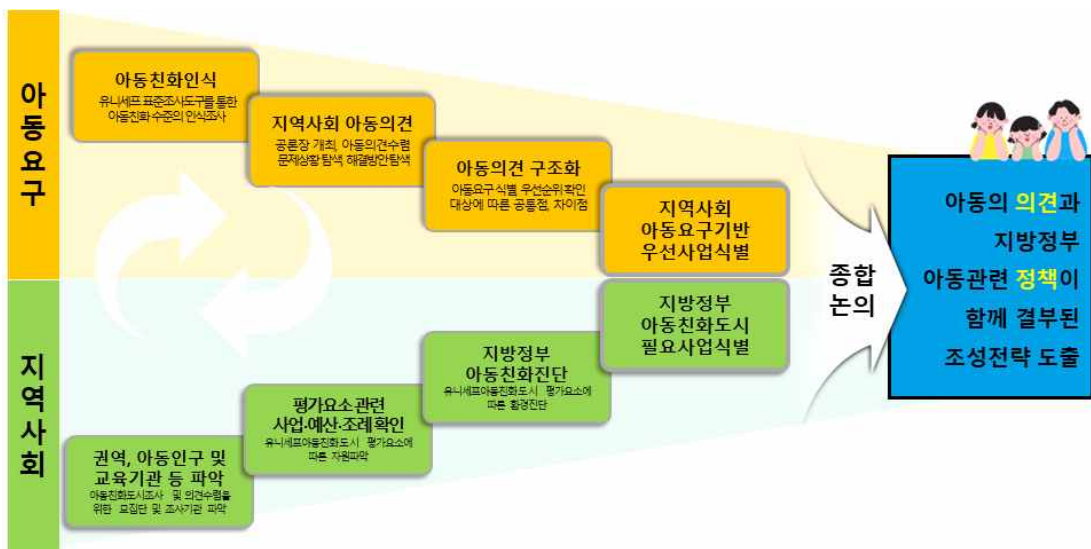 아동요구
아동친화인식
유니세프 표준조사도구를 통한
아동친화 수준의 인식조사
지역사회 아동의견
공론장 개최, 아동의견수렴
문제상황 탐색, 해결방안탐색
아동의견 구조화
아동요구 식별, 우선순위 확인
대상에 따른 공통점, 차이점
지역사회
아동요구기반
우선사업식별
지역사회
권역, 아동인구 및
교육기관 등 파악
아동친화도시조사 및 의견수렴을
위한 모집단 및 조사기관 파악
평가요소 관련
사업·예산·조례 확인
유니세프아동친화도시 평가요소에
따른 자원파악
지방정부
아동친화진단
유니세프아동친화도시 평가요소에
따른 환경진단
지방정부
아동친화도시
필요사업식별
종합
논의
아동의 의견과
지방정부
아동관련 정책이
함께 결부된
조성전략 도출